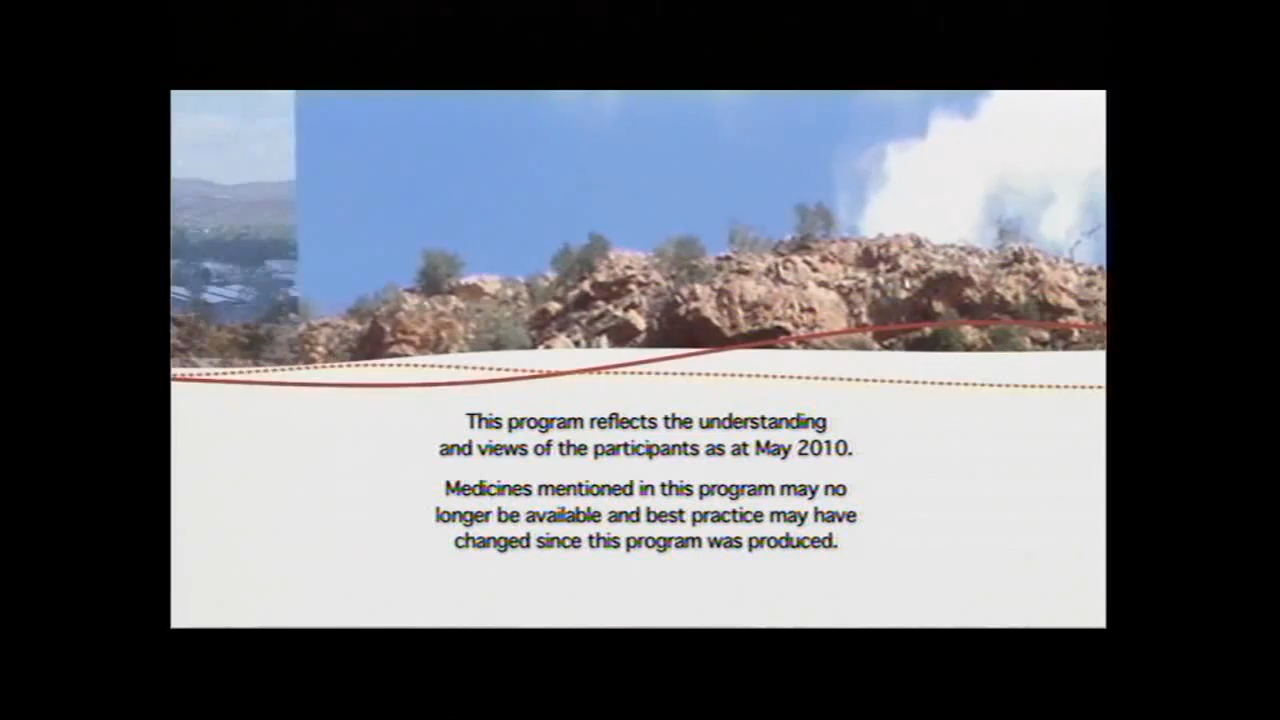 This program reflects the understanding
and views of the participants as at May 2010.
Medicines mentioned in this program may no
longer be available and best practice may have
changed since this program was produced.